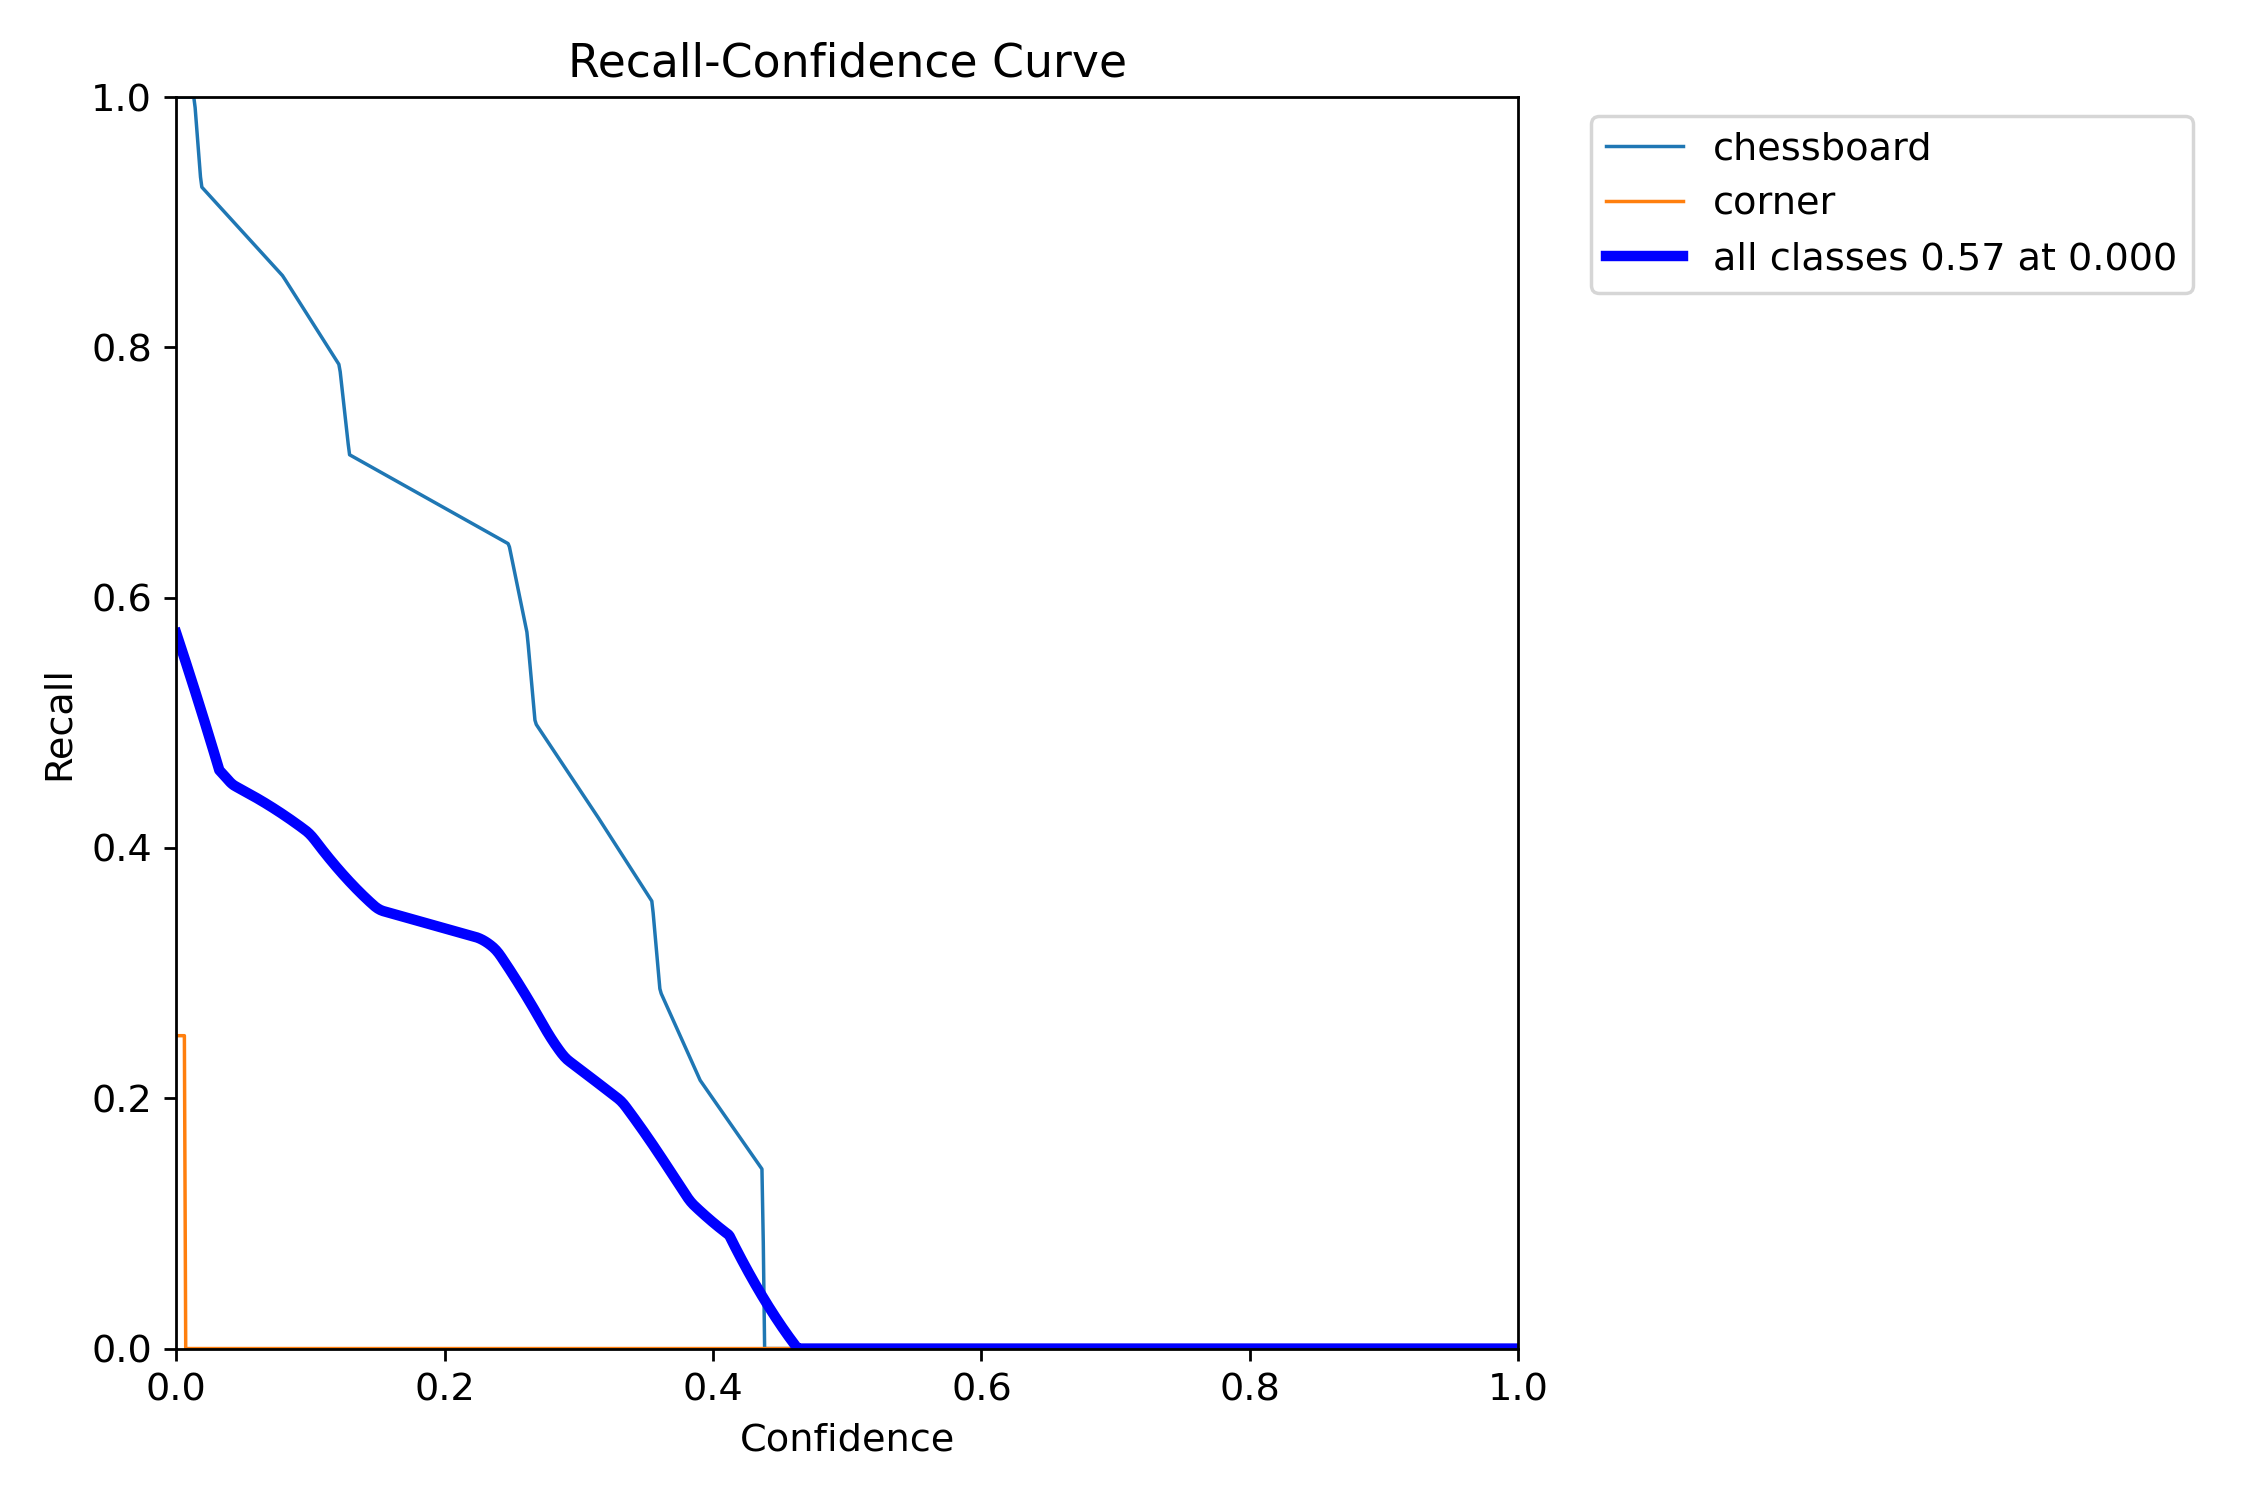 Recall-Confidence Curve
1.0
0.8
0.6
0.4
0.2
0.0
Recall
0.0 0.2 0.4 0.6 0.8 1.0
Confidence
chessboard
corner
all classes 0.57 at 0.000